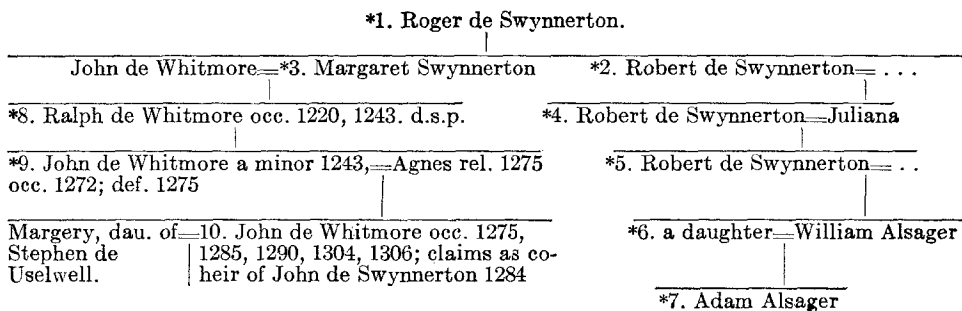 *1. Roger de Swynnerton.
John de Whitmore=*3. Margaret Swynnerton
*2. Robert de Swynnerton= . . .
*8. Ralph de Whitmore occ. 1220, 1243. d.s.p.
*4. Robert de Swynnerton=Juliana
*9. John de Whitmore a minor 1243,=Agnes rel. 1275
occ. 1272; def. 1275
*5. Robert de Swynnerton= . .
Margery, dau. of=10. John de Whitmore occ. 1275,
Stephen de 1285, 1290, 1304, 1306; claims as co-
Uselwell. heir of John de Swynnerton 1284
*6. a daughter=William Alsager
*7. Adam Alsager